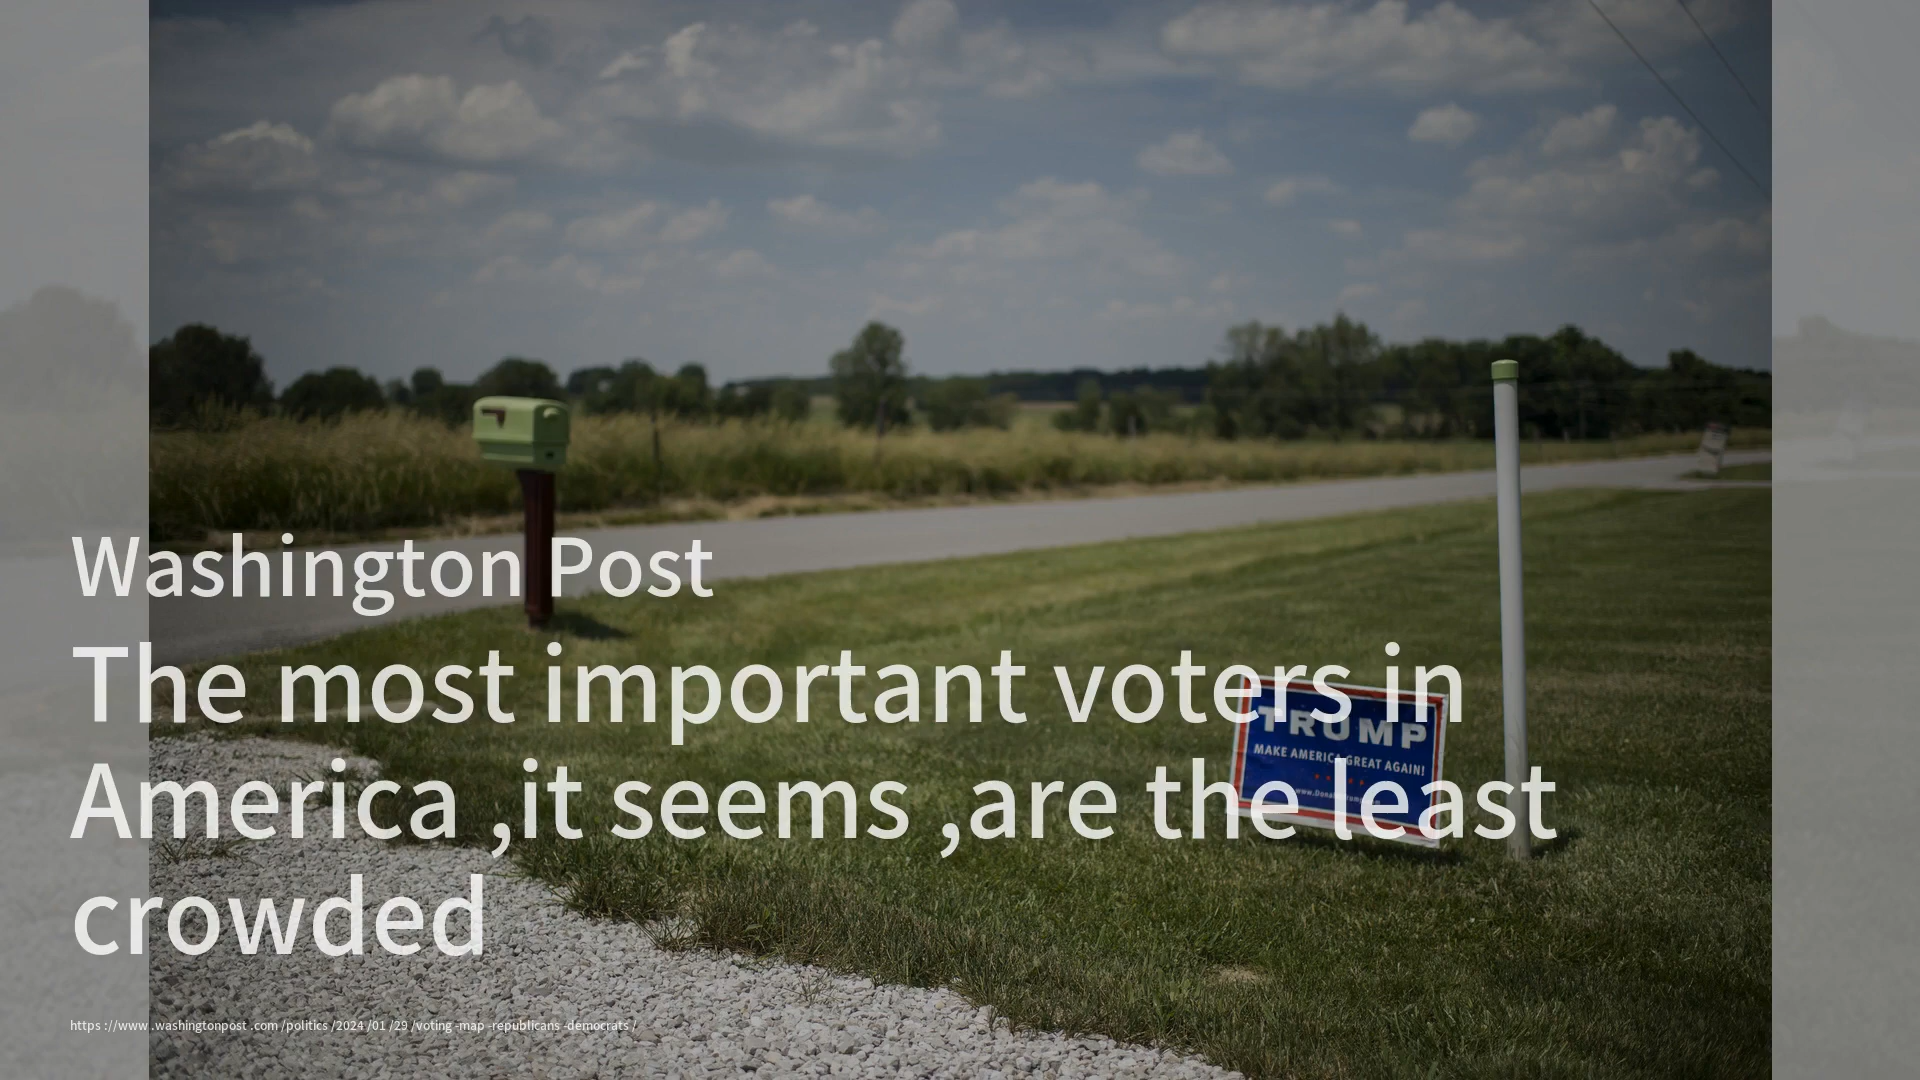 Washington Post
The most important voters in
America ,it seems ,are the least
crowded
TRUMP
MAKE AMERICA GREAT AGAIN!
https ://www .washingtonpost .com /politics /2024 /01 /29 /voting -map -republicans -democrats /